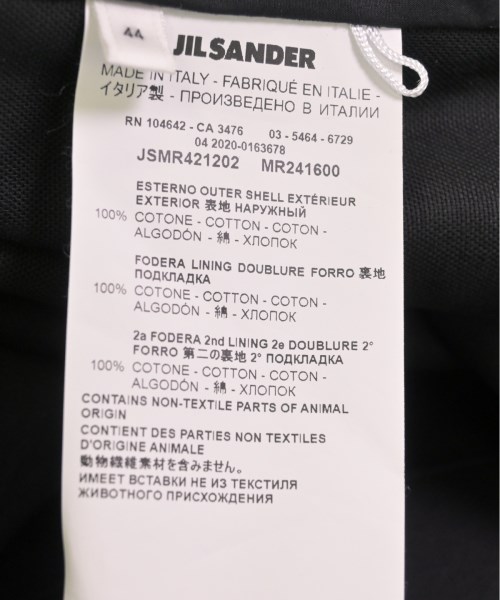 44
JIL SANDER
MADE IN ITALY - FABRIQUÉ EN ITALIE -
イタリア製 - ПРОИЗВЕДЕНО В ИТАЛИИ
RN 104642 - CA 3476 03 - 5464 - 6729
04 2020-0163678
JSMR421202 MR241600
ESTERNO OUTER SHELL EXTÉRIEUR
EXTERIOR 表地 НАРУЖНЫЙ
100% COTONE - COTTON - COTON -
ALGODÓN - 綿 - ХЛОПОК
FODERA LINING DOUBLURE FORRO 裏地
ПОДКЛАДКА
100% COTONE - COTTON - COTON -
ALGODÓN - 綿 - ХЛОПОК
2a FODERA 2nd LINING 2e DOUBLURE 2°
FORRO 第二の裏地 2° ПОДКЛАДКА
100% COTONE - COTTON - COTON -
ALGODÓN - 綿 - ХЛОПОК
CONTAINS NON-TEXTILE PARTS OF ANIMAL
ORIGIN
CONTIENT DES PARTIES NON TEXTILES
D'ORIGINE ANIMALE
動物繊維素材を含みません。
ИМЕЕТ ВСТАВКИ НЕ ИЗ ТЕКСТИЛЯ
ЖИВОТНОГО ПРИСХОЖДЕНИЯ